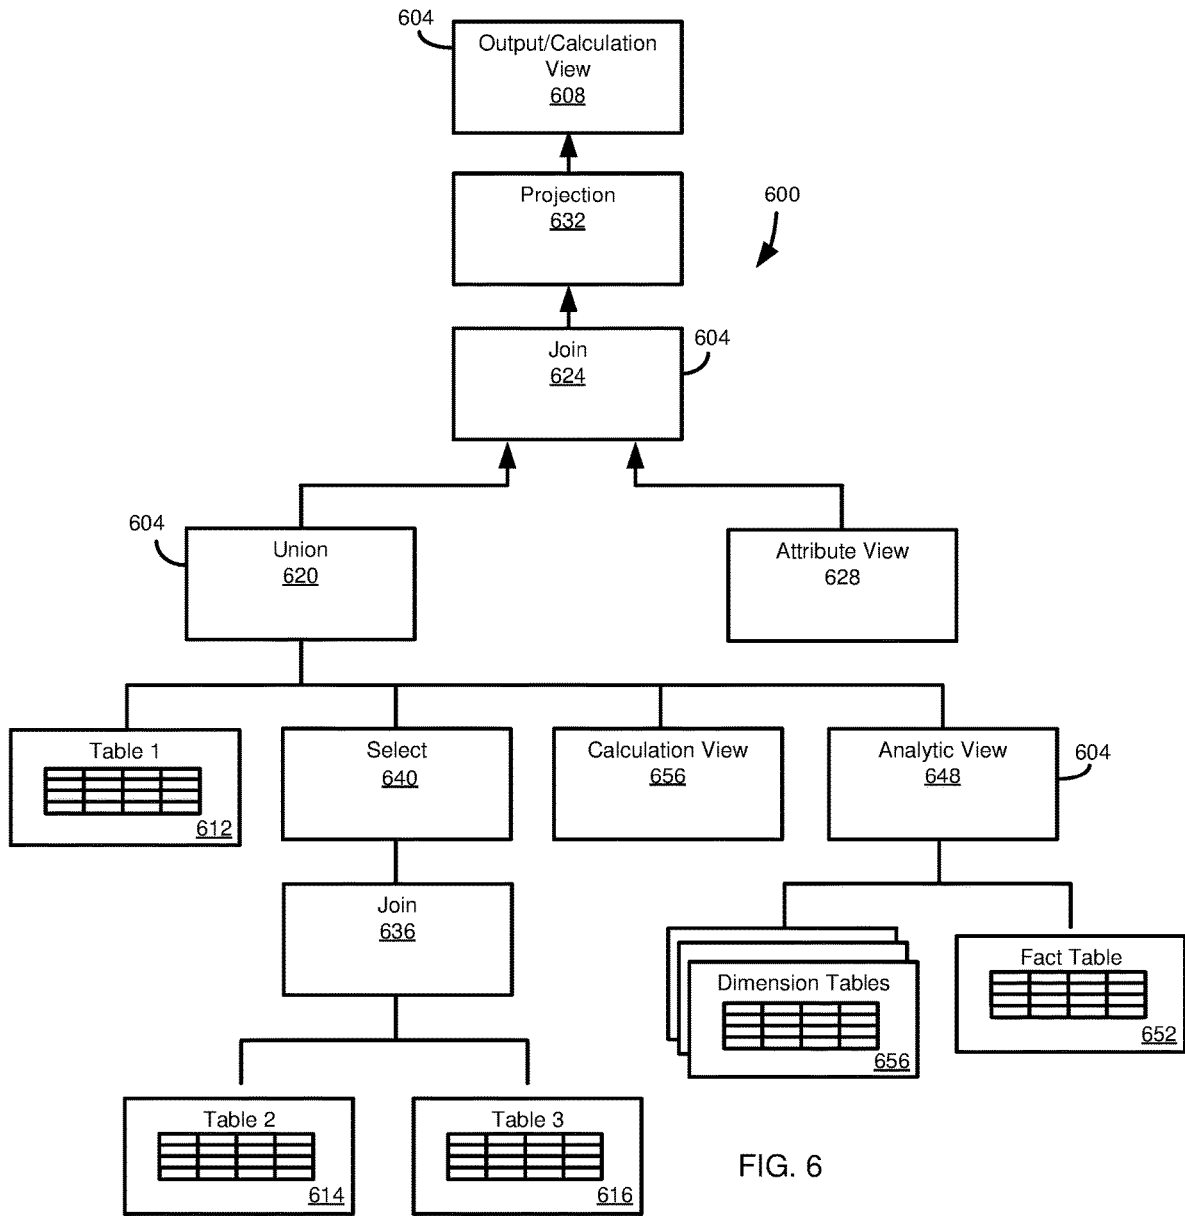 604
Output/Calculation
View
608
Projection
632
600
Join
624
604
604
Union
620
Attribute View
628
Table 1
612
Select
640
Calculation View
656
Analytic View
648
604
Join
636
Dimension Tables
656
Fact Table
652
Table 2
614
Table 3
616
FIG. 6